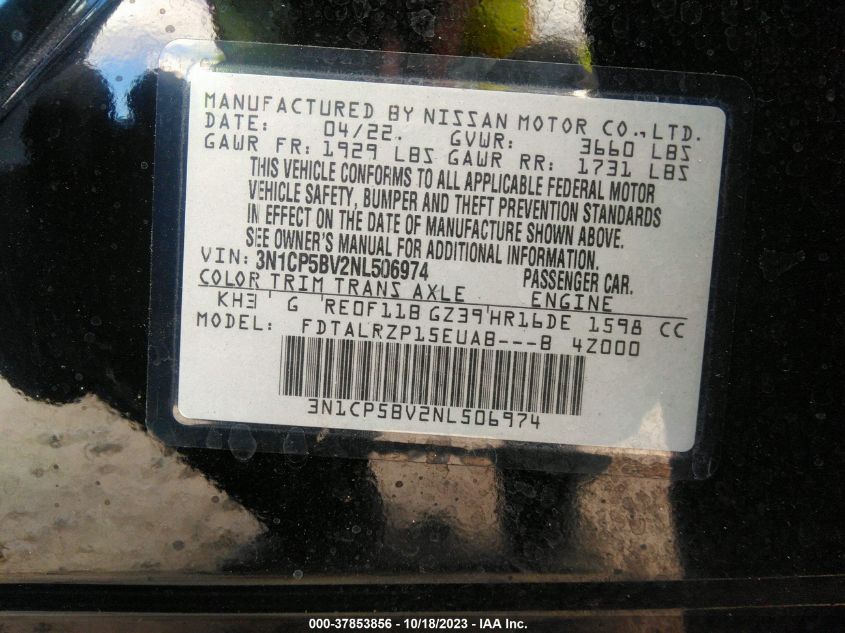 MANUFACTURED BY NISSAN MOTOR CO., LTD.
DATE: 04/22. GVWR: 3660 LBS
GAWR FR: 1929 LBS GAWR RR: 1731 LBS
THIS VEHICLE CONFORMS TO ALL APPLICABLE FEDERAL MOTOR
VEHICLE SAFETY, BUMPER AND THEFT PREVENTION STANDARDS
IN EFFECT ON THE DATE OF MANUFACTURE SHOWN ABOVE.
SEE OWNER'S MANUAL FOR ADDITIONAL INFORMATION.
VIN: 3N1CP5BV2NL506974 PASSENGER CAR.
COLOR TRIM TRANS AXLE ENGINE
KH3 ' G 'RE0F11B GZ39'HR16DE 1598 CC
MODEL: FDTALRZP15EUAB---B 4Z000
3N1CP5BV2NL506974
000-37853856 - 10/18/2023 - IAA Inc.